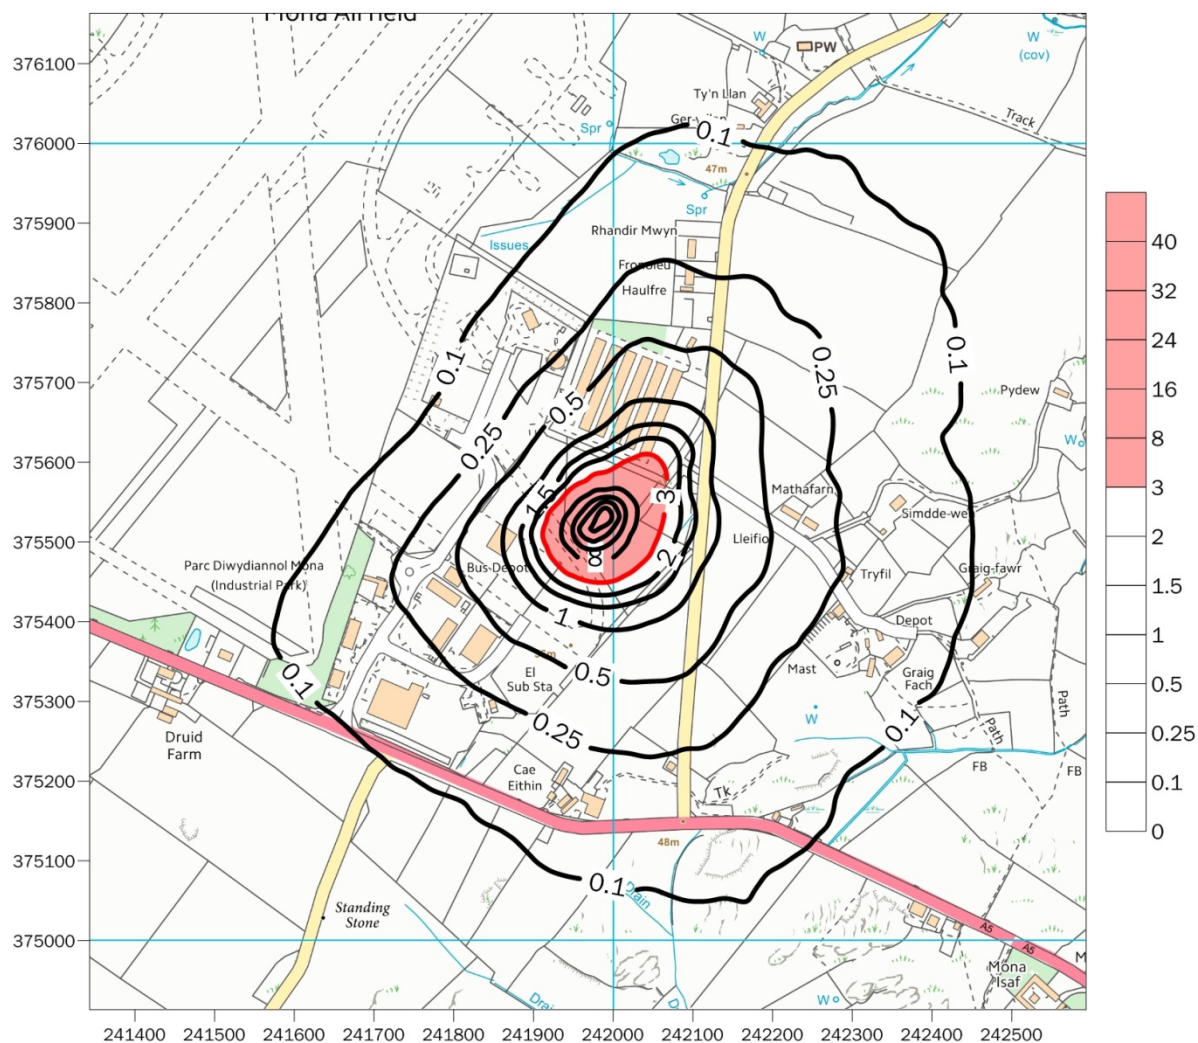 Mona Airfield
376100
376000
375900
375800
375700
375600
375500
375400
375300
375200
375100
375000
W
PW
W
(cov)
Ty'n Llan
Track
Spr
0.1
47m
Spr
Issues
Rhandir Mwyn
Haulfre
0.1
0.25
0.1
0.5
0.25
Pydew
W
1.5
3
Mathafarn
Lleifio
8
2
Bus Depot
Parc Diwydiannol Mona
(Industrial Park)
Tryfil
Graig-fawr
1
Depot
Mast
Graig
Fach
El
Sub Sta
0.5
0.1
0.25
0.1
W
Path
Path
FB
FB
Druid
Farm
Cae
Eithin
Tk
48m
0.1
Drain
Standing
Stone
A5
A5
Mona
Isaf
W
241400
241500
241600
241700
241800
241900
242000
242100
242200
242300
242400
242500
40
32
24
16
8
3
2
1.5
1
0.5
0.25
0.1
0